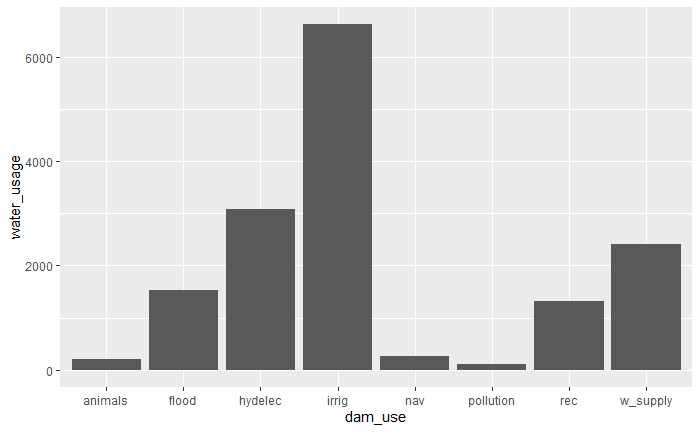 6000
4000
2000
0
water_usage
animals flood hydelec irrig nav pollution rec w_supply
dam_use